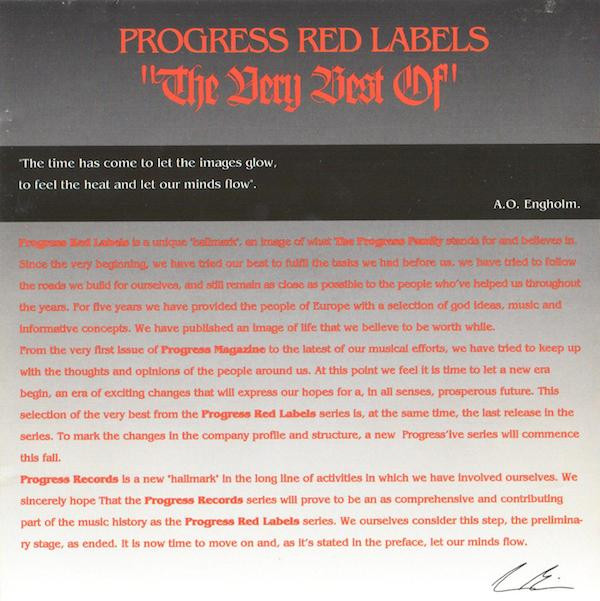 PROGRESS RED LABELS
"The Very Best Of"
"The time has come to let the images glow,
to feel the heat and let our minds flow".
A.O. Engholm.
Progress Red Labels is a unique "hallmark", an image of what The Progress Family stands for and believes in.
Since the very beginning, we have tried our best to fulfil the tasks we had before us. we have tried to follow
the roads we build for ourselves, and still remain as close as possible to the people who've helped us throughout
the years. For five years we have provided the people of Europe with a selection of god ideas, music and
informative concepts. We have published an image of life that we believe to be worth while.
From the very first issue of Progress Magazine to the latest of our musical efforts, we have tried to keep up
with the thoughts and opinions of the people around us. At this point we feel it is time to let a new era
begin, an era of exciting changes that will express our hopes for a, in all senses, prosperous future. This
selection of the very best from the Progress Red Labels series is, at the same time, the last release in the
series. To mark the changes in the company profile and structure, a new Progress'ive series will commence
this fall.
Progress Records is a new "hallmark" in the long line of activities in which we have involved ourselves. We
sincerely hope That the Progress Records series will prove to be an as comprehensive and contributing
part of the music history as the Progress Red Labels series. We ourselves consider this step, the prelimina-
ry stage, as ended. It is now time to move on and, as it's stated in the preface, let our minds flow.